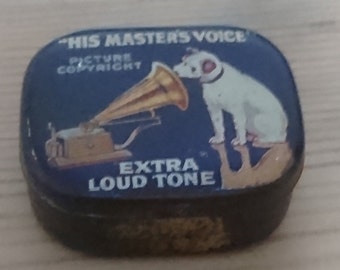 "HIS MASTER'S VOICE"
PICTURE
COPYRIGHT
EXTRA
LOUD TONE